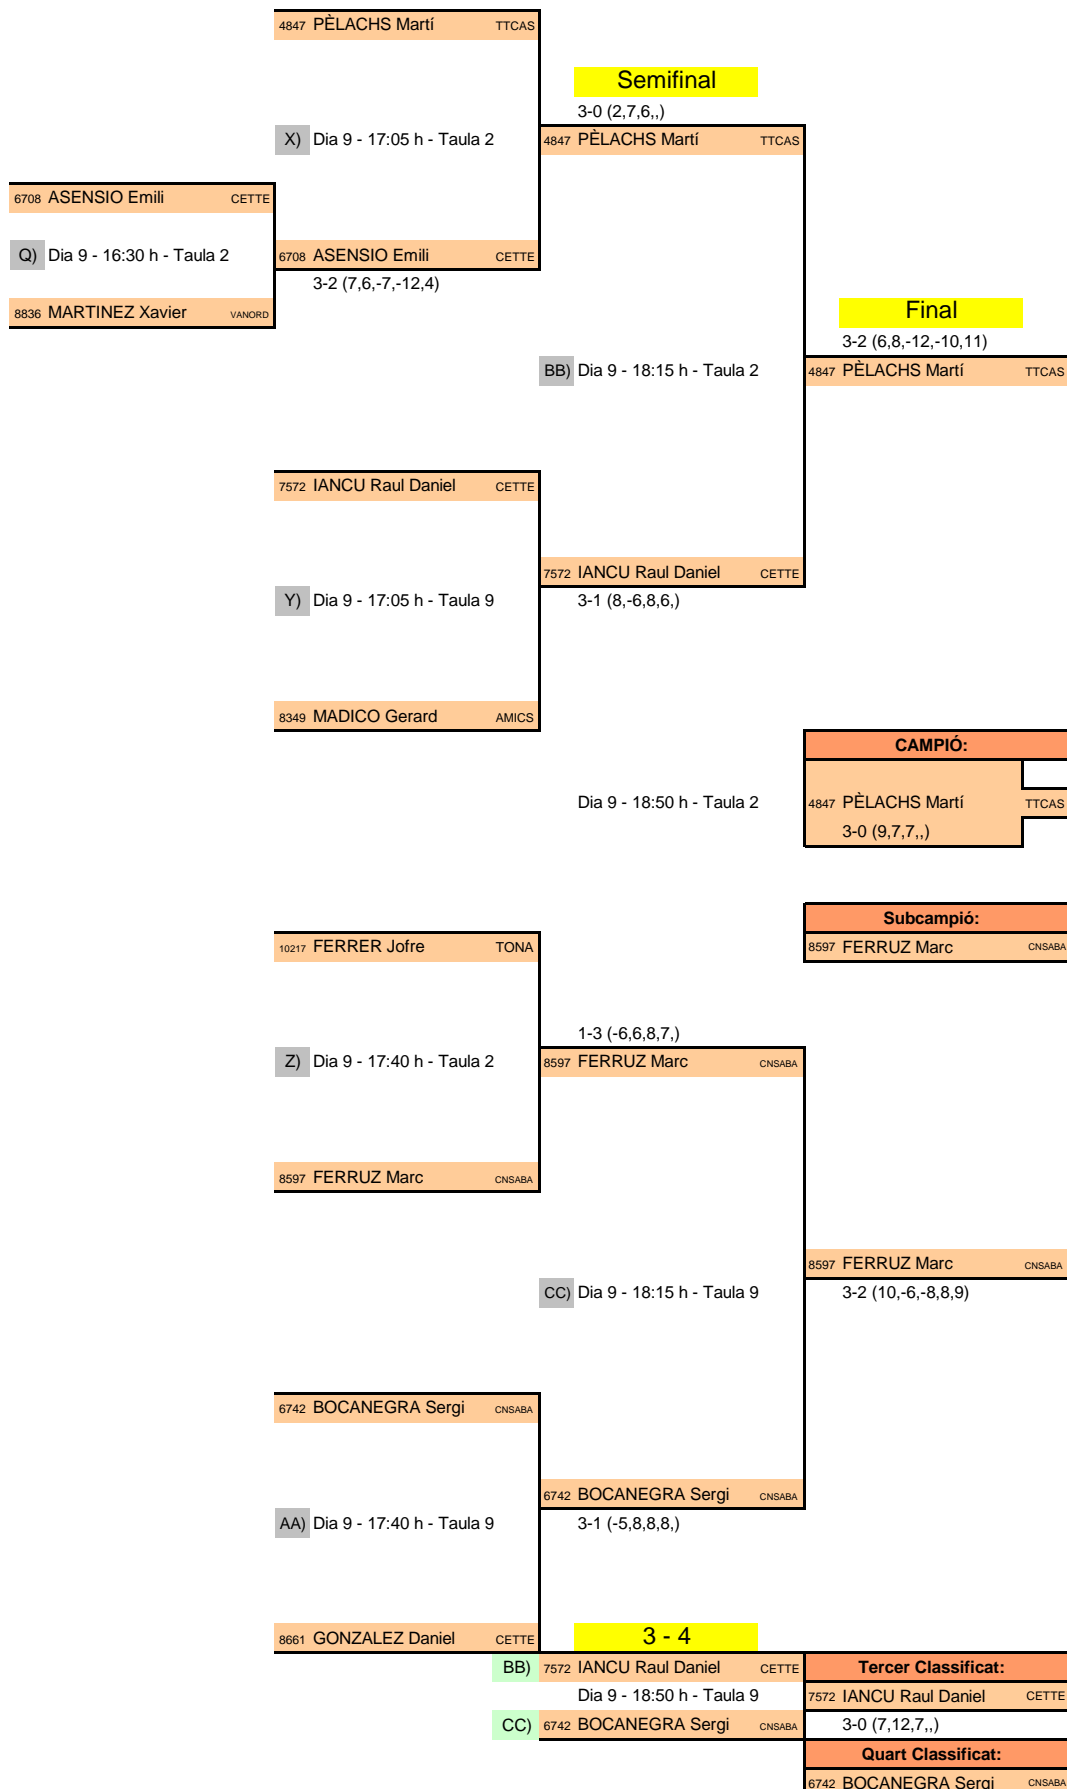 4847 PÈLACHS Martí TTCAS
Semifinal
3-0 (2,7,6,,)
X) Dia 9 - 17:05 h - Taula 2
4847 PÈLACHS Martí TTCAS
6708 ASENSIO Emili CETTE
Q) Dia 9 - 16:30 h - Taula 2
6708 ASENSIO Emili CETTE
3-2 (7,6,-7,-12,4)
8836 MARTINEZ Xavier VANORD
Final
3-2 (6,8,-12,-10,11)
BB) Dia 9 - 18:15 h - Taula 2
4847 PÈLACHS Martí TTCAS
7572 IANCU Raul Daniel CETTE
7572 IANCU Raul Daniel CETTE
Y) Dia 9 - 17:05 h - Taula 9
3-1 (8,-6,8,6,)
8349 MADICO Gerard AMICS
CAMPIÓ:
Dia 9 - 18:50 h - Taula 2
4847 PÈLACHS Martí TTCAS
3-0 (9,7,7,,)
Subcampió:
10217 FERRER Jofre TONA
8597 FERRUZ Marc CNSABA
1-3 (-6,6,8,7,)
Z) Dia 9 - 17:40 h - Taula 2
8597 FERRUZ Marc CNSABA
8597 FERRUZ Marc CNSABA
8597 FERRUZ Marc CNSABA
CC) Dia 9 - 18:15 h - Taula 9
3-2 (10,-6,-8,8,9)
6742 BOCANEGRA Sergi CNSABA
6742 BOCANEGRA Sergi CNSABA
AA) Dia 9 - 17:40 h - Taula 9
3-1 (-5,8,8,8,)
8661 GONZALEZ Daniel CETTE
3 - 4
BB) 7572 IANCU Raul Daniel CETTE
Tercer Classificat:
Dia 9 - 18:50 h - Taula 9
7572 IANCU Raul Daniel CETTE
CC) 6742 BOCANEGRA Sergi CNSABA
3-0 (7,12,7,,)
Quart Classificat:
6742 BOCANEGRA Sergi CNSABA